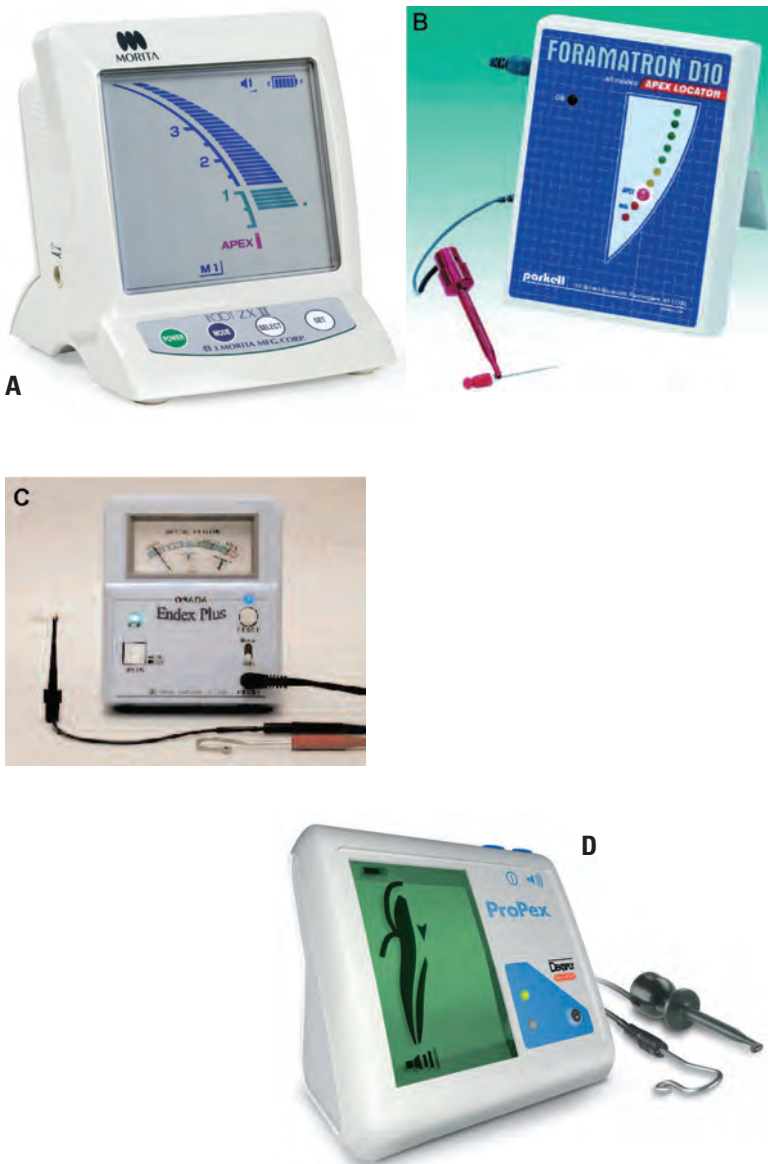 MORITA
3
2
1
APEX
M1
ROOT ZX II
POWER
MODE
SELECT
SET
J. MORITA MFG. CORP.
A
B
FORAMATRON D10
APEX LOCATOR
APEX
parkell
C
OSADA
Endex Plus
D
ProPex
DENTSPLY